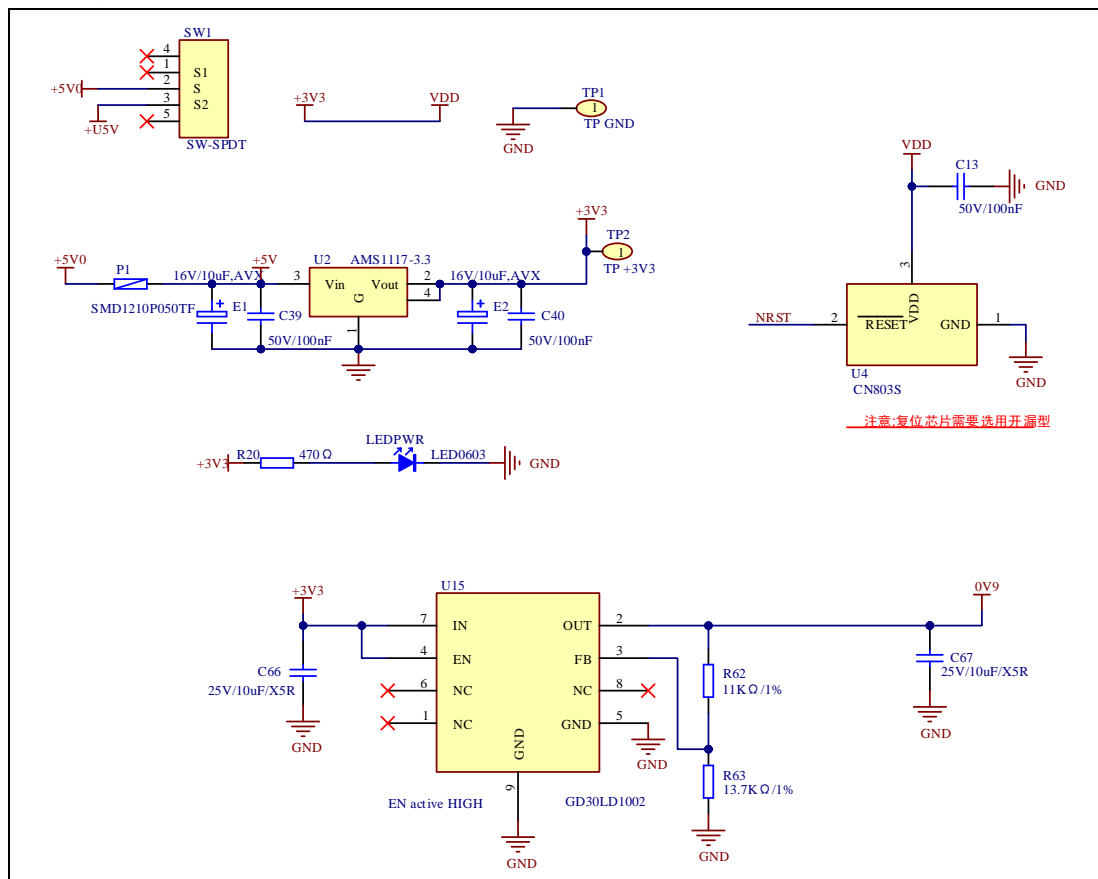 SW1
4
1
S1
+5V0
2
S
3
S2
+U5V
5
SW-SPDT
+3V3
VDD
TP1
1
TP GND
GND
VDD
C13
GND
50V/100nF
3
VDD
NRST
2
RESET
GND
1
U4
CN803S
GND
注意:复位芯片需要选用开漏型
+3V3
TP2
1
TP +3V3
+5V0
P1
SMD1210P050TF
16V/10uF,AVX
+5V
E1
C39
50V/100nF
U2
AMS1117-3.3
3
Vin
Vout
2
4
G
1
16V/10uF,AVX
E2
C40
50V/100nF
+3V3
R20
470Ω
LEDPWR
LED0603
GND
+3V3
C66
25V/10uF/X5R
GND
U15
7
IN
OUT
2
4
EN
FB
3
6
NC
NC
8
1
NC
GND
5
GND
9
GND
GND
EN active HIGH
GD30LD1002
R62
11KΩ/1%
R63
13.7KΩ/1%
GND
0V9
C67
25V/10uF/X5R
GND